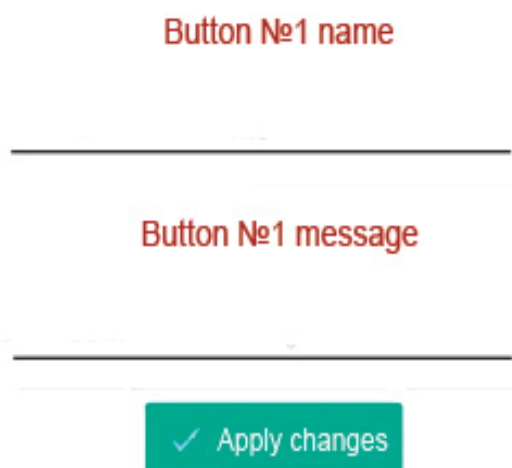 Button №1 name
Button №1 message
Apply changes